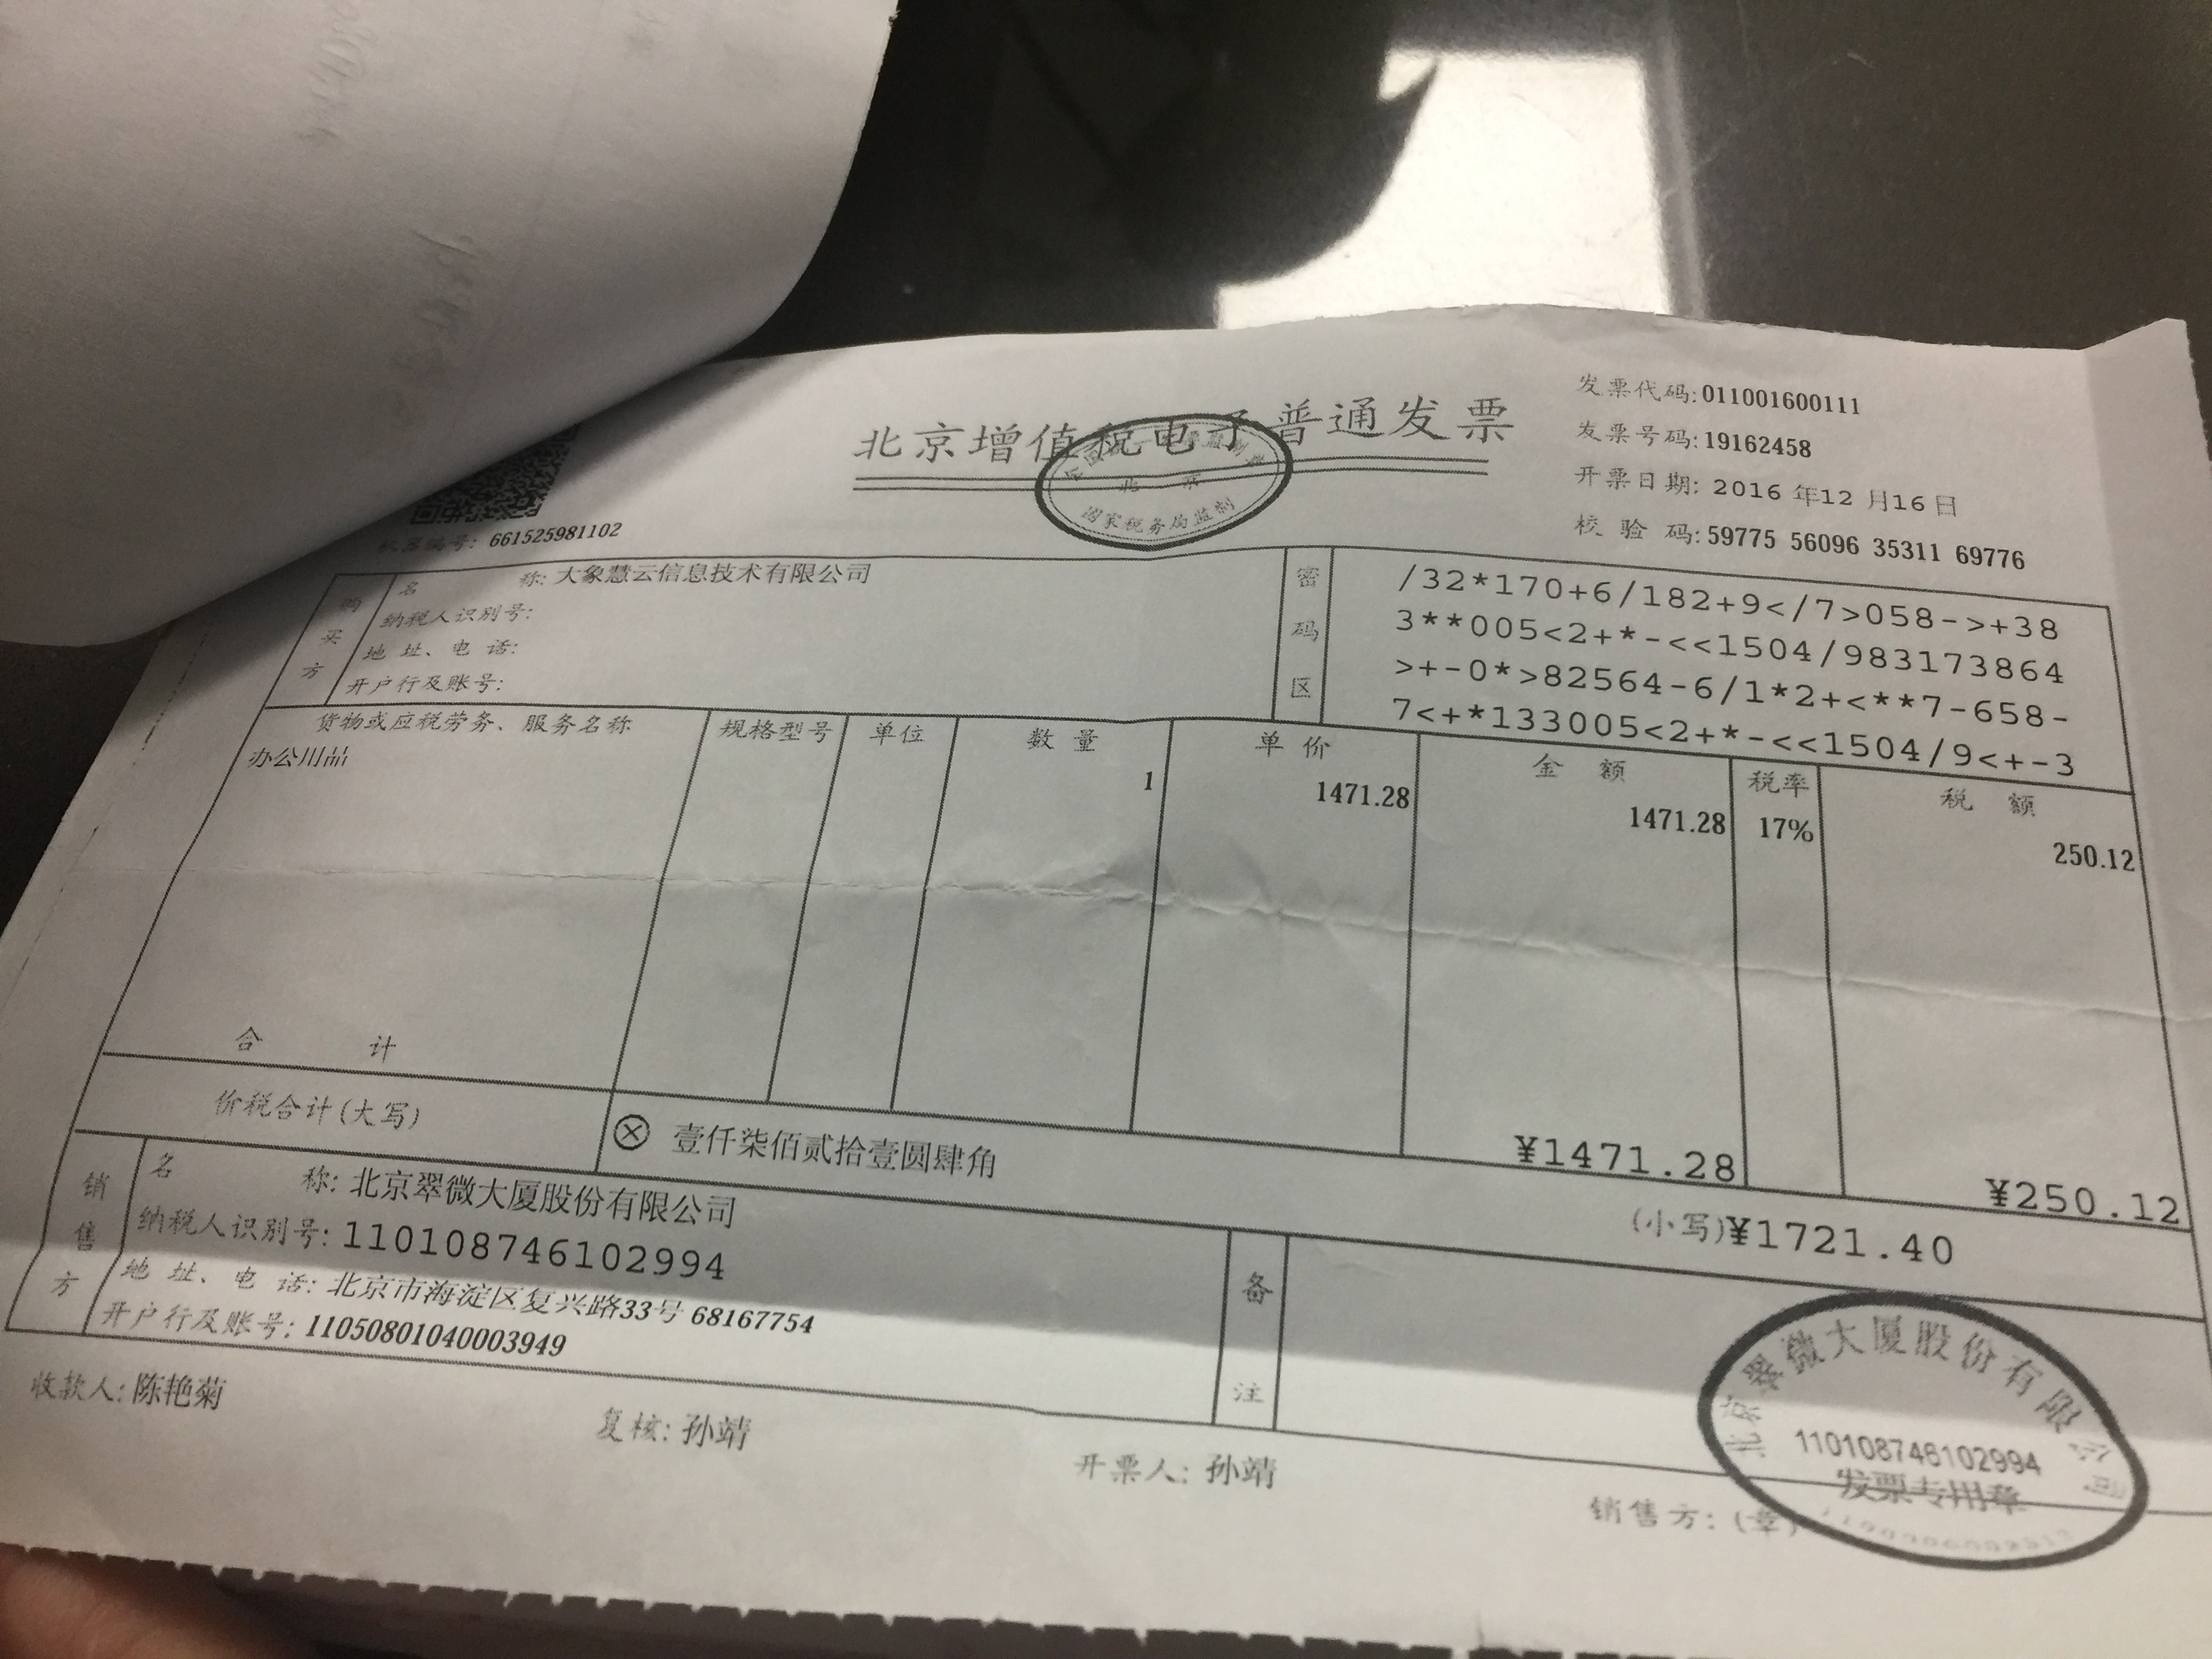 北京增值税电子普通发票
国家税务局监制
发票代码:011001600111
发票号码:19162458
开票日期: 2016 年12 月16 日
校 验 码:59775 56096 35311 69776
机器编号: 661525981102
购买方
名 称: 大象慧云信息技术有限公司
纳税人识别号:
地 址、电 话:
开户行及账号:
密码区
/32*170+6/182+9</7>058->+38
3**005<2+*-<<1504/983173864
>+-0*>82564-6/1*2+<**7-658-
7<+*133005<2+*-<<1504/9<+-3
货物或应税劳务、服务名称 规格型号 单位 数 量 单 价 金 额 税率 税 额
办公用品 1 1471.28 1471.28 17% 250.12
合 计 ¥1471.28 ¥250.12
价税合计(大写) ⊗ 壹仟柒佰贰拾壹圆肆角 (小写)¥1721.40
销售方
名 称: 北京翠微大厦股份有限公司
纳税人识别号: 110108746102994
地 址、电 话: 北京市海淀区复兴路33号 68167754
开户行及账号: 11050801040003949
备注
收款人: 陈艳菊 复核: 孙靖 开票人: 孙靖 销售方: (章)
北京翠微大厦股份有限公司
110108746102994
发票专用章